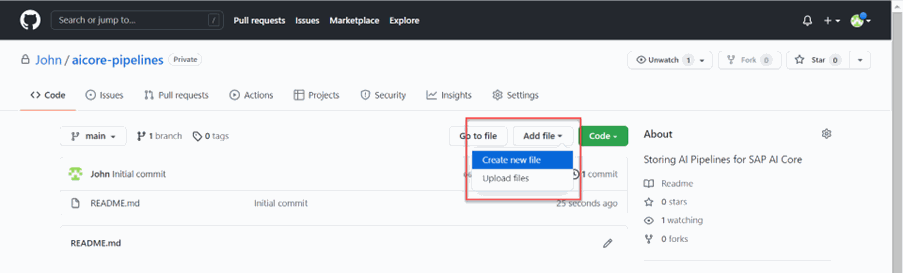 Search or jump to... / Pull requests Issues Marketplace Explore
John / aicore-pipelines Private Unwatch 1 Fork 0 Star 0
Code Issues Pull requests Actions Projects Security Insights Settings
main 1 branch 0 tags Go to file Add file Code About
Create new file
Storing AI Pipelines for SAP AI Core
John Initial commit 1 commit
Upload files
Readme
README.md Initial commit 25 seconds ago
0 stars
1 watching
README.md
0 forks